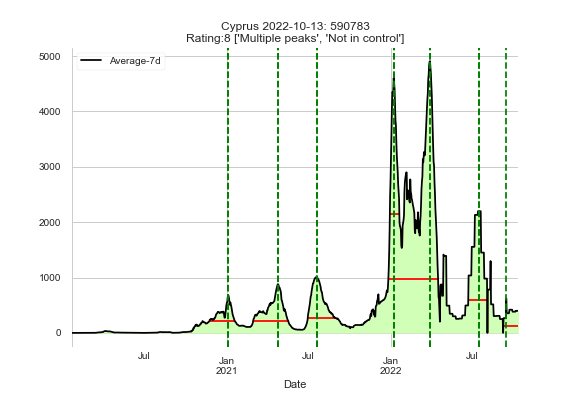 Cyprus 2022-10-13: 590783
Rating:8 ['Multiple peaks', 'Not in control']
Average-7d
5000
4000
3000
2000
1000
0
Jul
Jan
2021
Jul
Jan
2022
Jul
Date